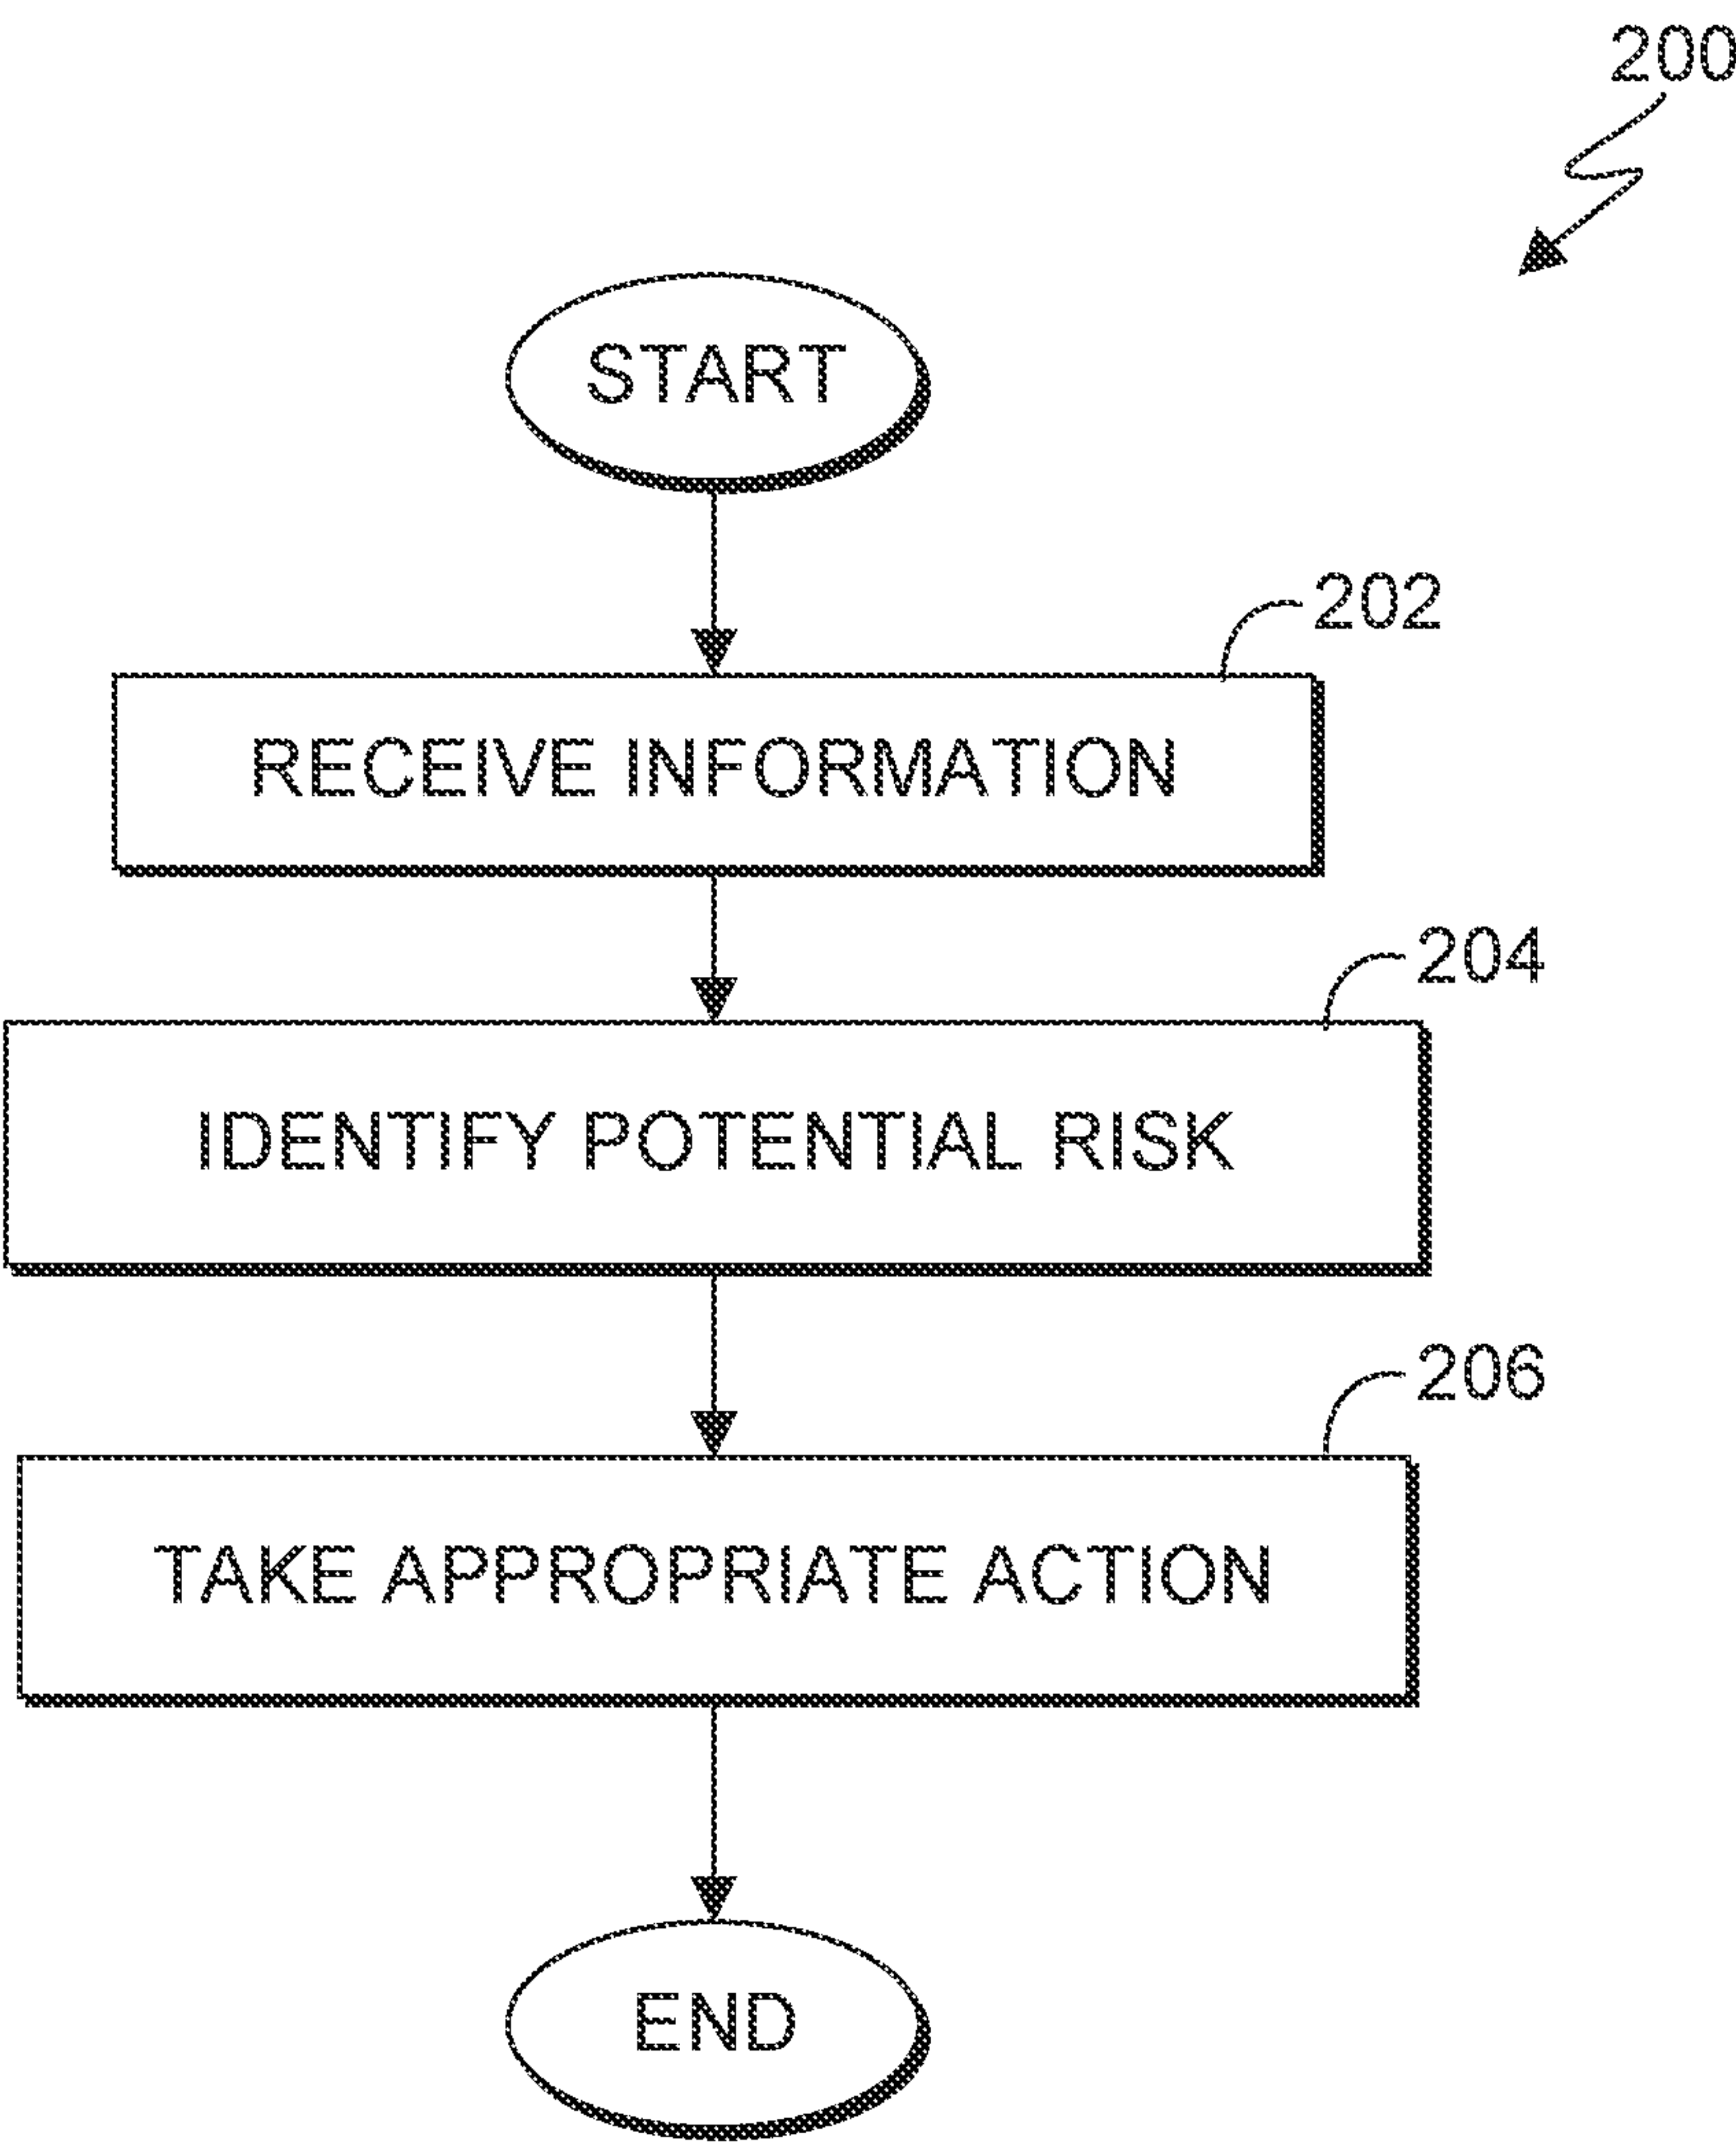 200
START
202
RECEIVE INFORMATION
204
IDENTIFY POTENTIAL RISK
206
TAKE APPROPRIATE ACTION
END